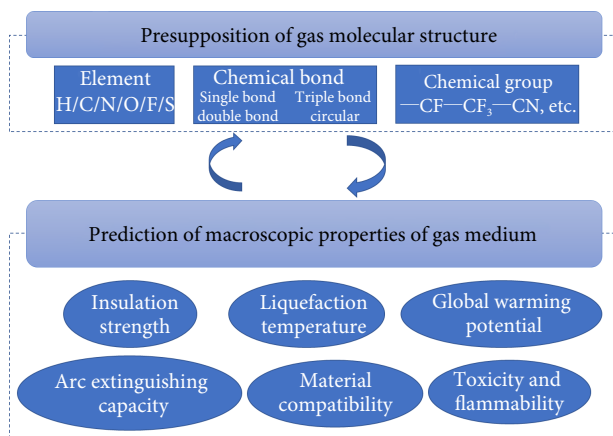 Presupposition of gas molecular structure
Element
H/C/N/O/F/S
Chemical bond
Single bond Triple bond
double bond circular
Chemical group
—CF—CF₃—CN, etc.
Prediction of macroscopic properties of gas medium
Insulation
strength
Liquefaction
temperature
Global warming
potential
Arc extinguishing
capacity
Material
compatibility
Toxicity and
flammability